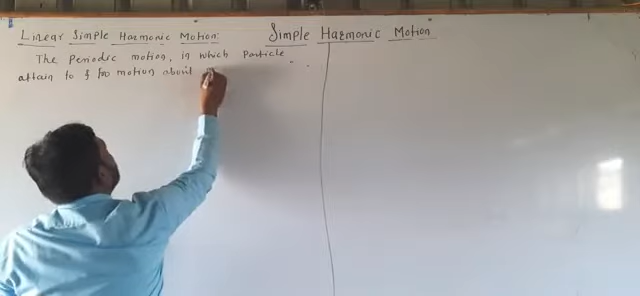 Simple Harmonic Motion
Linear Simple Harmonic Motion:
The Periodic motion, in which Particle
attain to & fro motion about